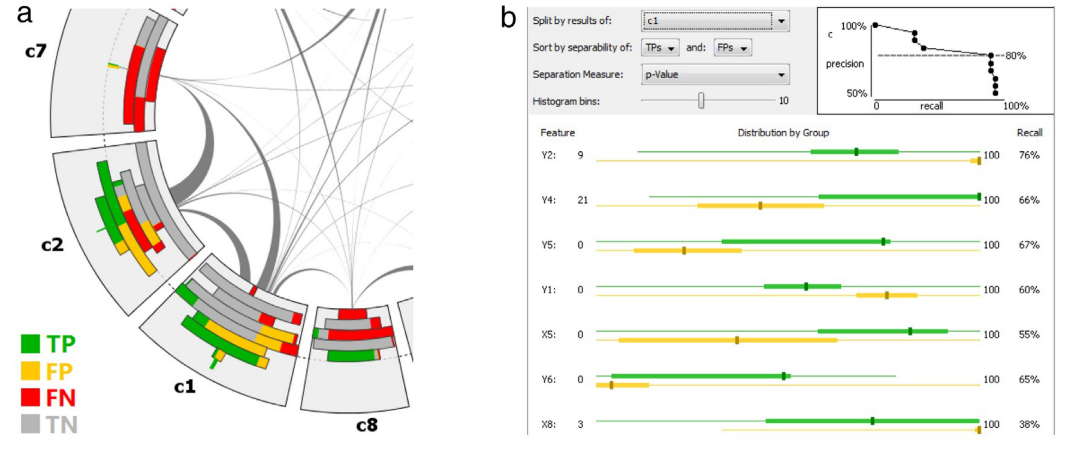 a
c7
c2
c1
c8
TP
FP
FN
TN
b
Split by results of: c1
Sort by separability of: TPs and: FPs
Separation Measure: p-Value
Histogram bins: 10
100%
c
precision
80%
50%
0 recall 100%
Feature Distribution by Group Recall
Y2: 9 100 76%
Y4: 21 100 66%
Y5: 0 100 67%
Y1: 0 100 60%
X5: 0 100 55%
Y6: 0 100 65%
X8: 3 100 38%